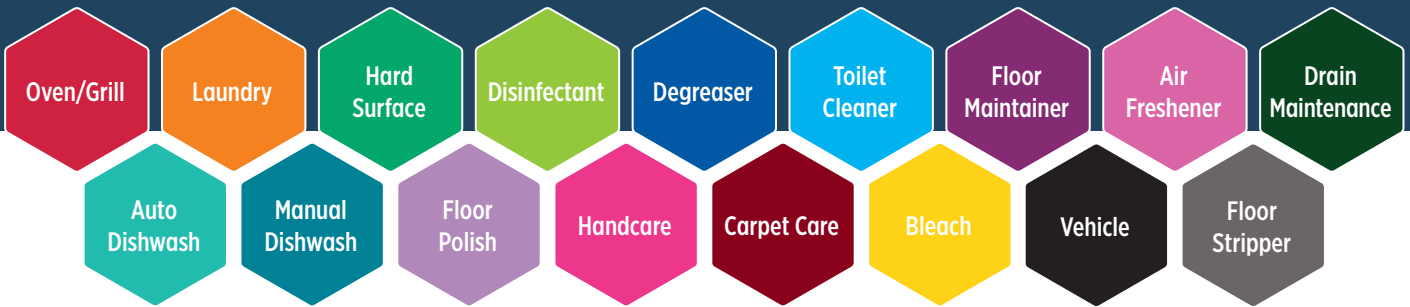 Oven/Grill
Laundry
Hard
Surface
Disinfectant
Degreaser
Toilet
Cleaner
Floor
Maintainer
Air
Freshener
Drain
Maintenance
Auto
Dishwash
Manual
Dishwash
Floor
Polish
Handcare
Carpet Care
Bleach
Vehicle
Floor
Stripper